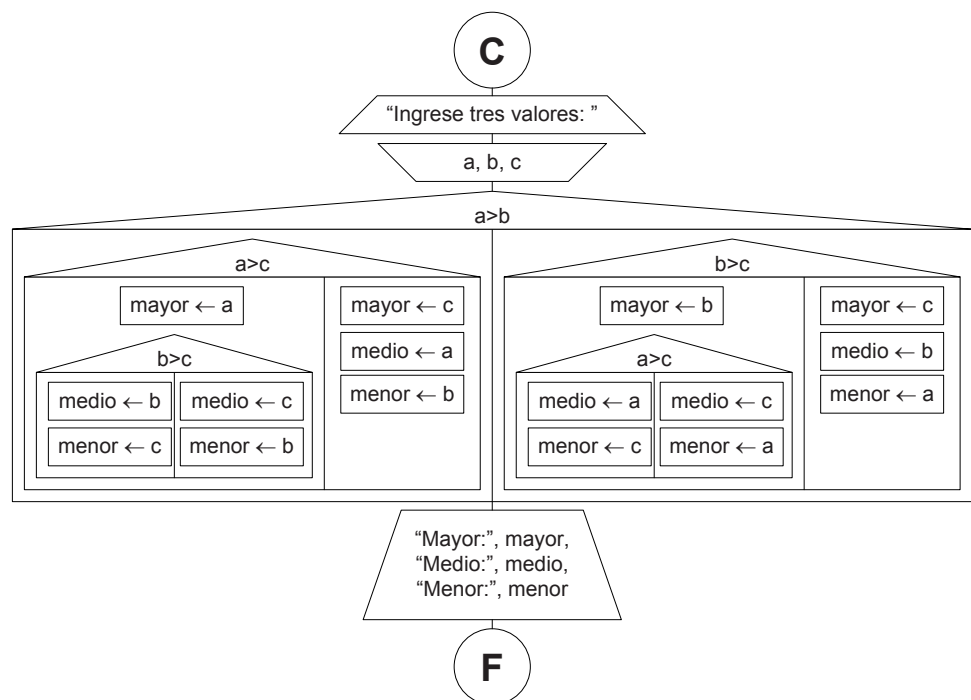 C
“Ingrese tres valores: ”
a, b, c
a>b
a>c
mayor ← a
b>c
medio ← b
menor ← c
medio ← c
menor ← b
mayor ← c
medio ← a
menor ← b
b>c
mayor ← b
a>c
medio ← a
menor ← c
medio ← c
menor ← a
mayor ← c
medio ← b
menor ← a
“Mayor:”, mayor,
“Medio:”, medio,
“Menor:”, menor
F